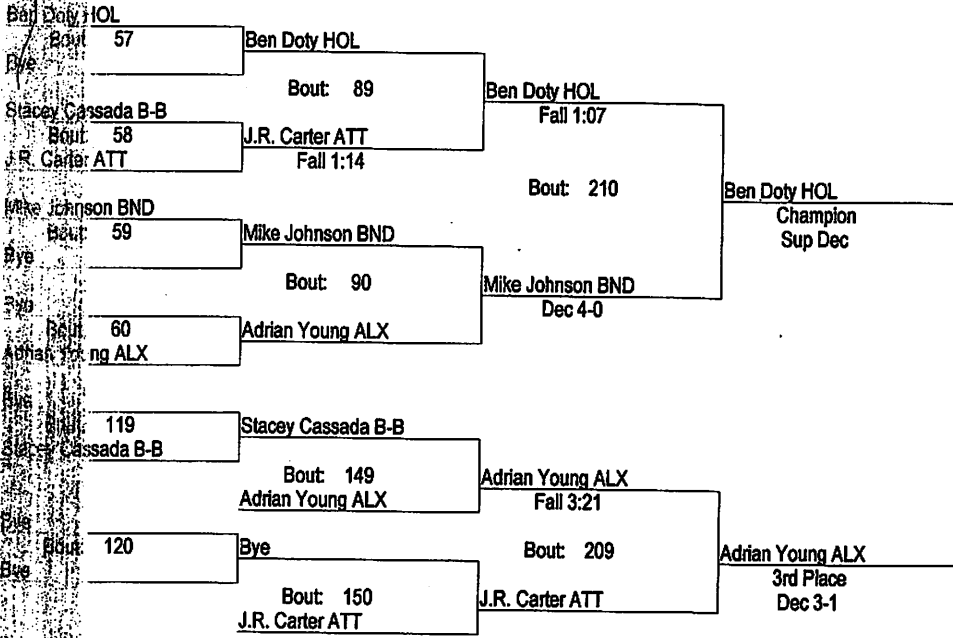 Ben Doty HOL
Bout: 57
Bye
Ben Doty HOL
Bout: 89
Stacey Cassada B-B
Bout: 58
J.R. Carter ATT
J.R. Carter ATT
Fall 1:14
Ben Doty HOL
Fall 1:07
Bout: 210
Mike Johnson BND
Bout: 59
Bye
Mike Johnson BND
Bout: 90
Bye
Bout: 60
Adrian Young ALX
Adrian Young ALX
Mike Johnson BND
Dec 4-0
Ben Doty HOL
Champion
Sup Dec
Bye
Bout: 119
Stacey Cassada B-B
Stacey Cassada B-B
Bout: 149
Adrian Young ALX
Adrian Young ALX
Fall 3:21
Bout: 209
Bye
Bout: 120
Bye
Bye
Bout: 150
J.R. Carter ATT
J.R. Carter ATT
Adrian Young ALX
3rd Place
Dec 3-1